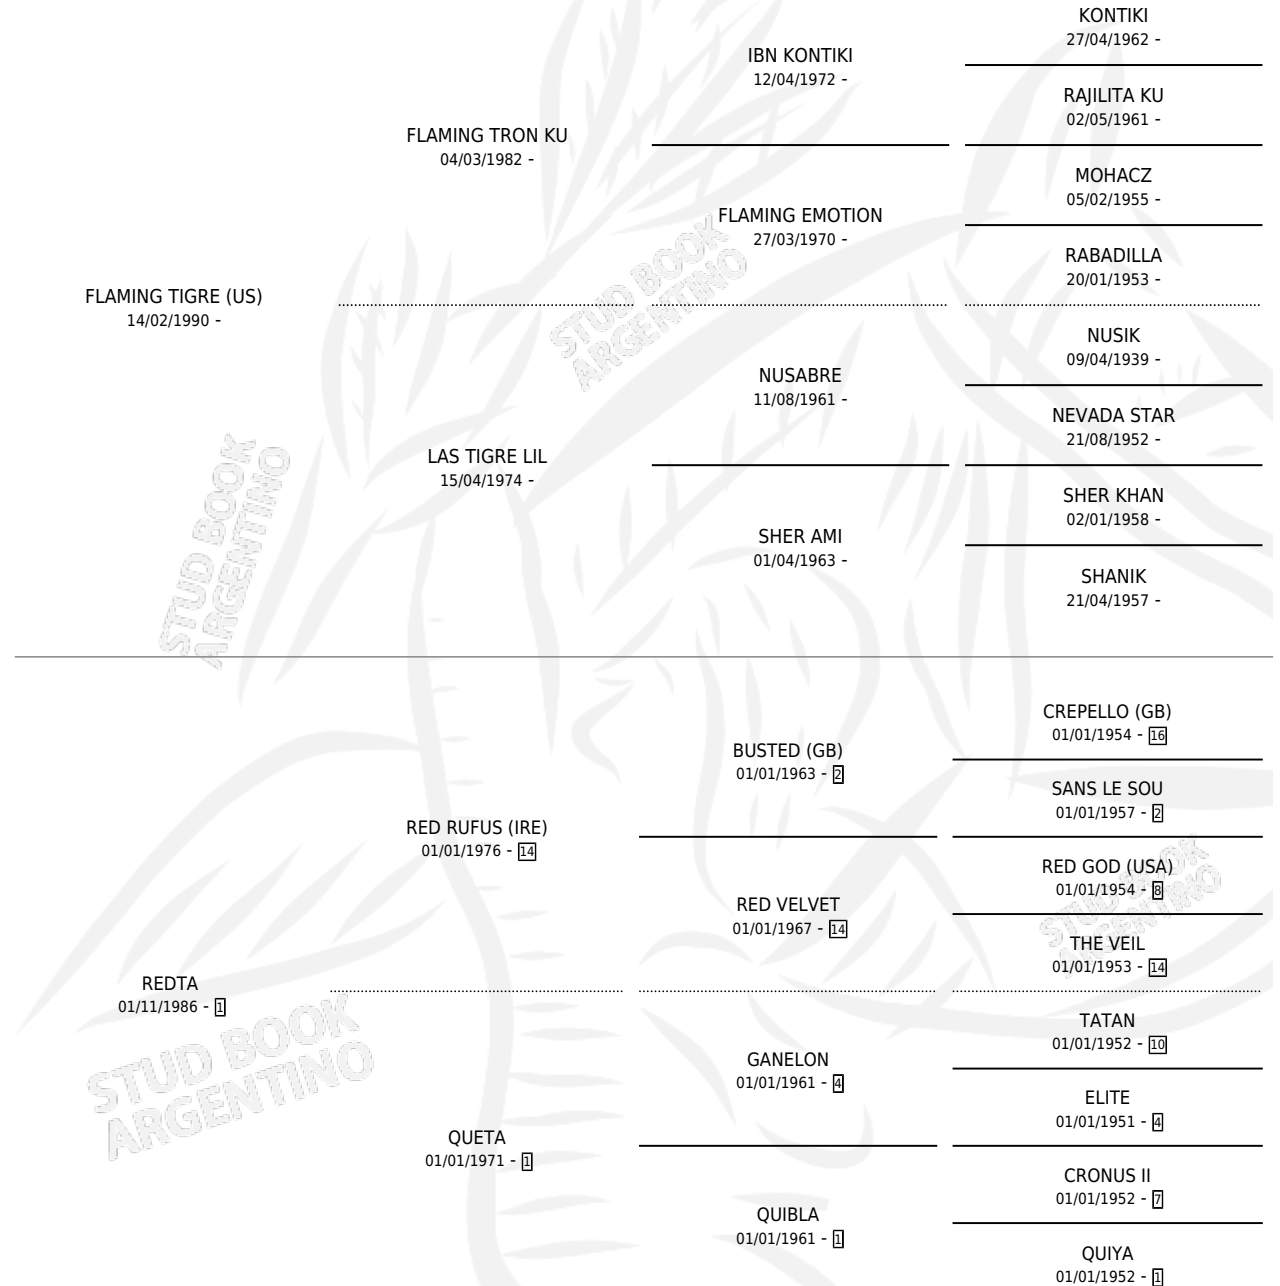 KONTIKI
27/04/1962 -
IBN KONTIKI
12/04/1972 -
RAJILITA KU
02/05/1961 -
FLAMING TRON KU
04/03/1982 -
MOHACZ
05/02/1955 -
FLAMING EMOTION
27/03/1970 -
RABADILLA
20/01/1953 -
FLAMING TIGRE (US)
14/02/1990 -
NUSIK
09/04/1939 -
NUSABRE
11/08/1961 -
NEVADA STAR
21/08/1952 -
LAS TIGRE LIL
15/04/1974 -
SHER KHAN
02/01/1958 -
SHER AMI
01/04/1963 -
SHANIK
21/04/1957 -
STUD BOOK
ARGENTINO
STUD BOOK
ARGENTINO
CREPELLO (GB)
01/01/1954 - 16
BUSTED (GB)
01/01/1963 - 2
SANS LE SOU
01/01/1957 - 2
RED RUFUS (IRE)
01/01/1976 - 14
RED GOD (USA)
01/01/1954 - 8
RED VELVET
01/01/1967 - 14
THE VEIL
01/01/1953 - 14
REDTA
01/11/1986 - 1
TATAN
01/01/1952 - 10
GANELON
01/01/1961 - 4
ELITE
01/01/1951 - 4
QUETA
01/01/1971 - 1
CRONUS II
01/01/1952 - 7
QUIBLA
01/01/1961 - 1
QUIYA
01/01/1952 - 1
STUD BOOK
ARGENTINO
STUD BOOK
ARGENTINO